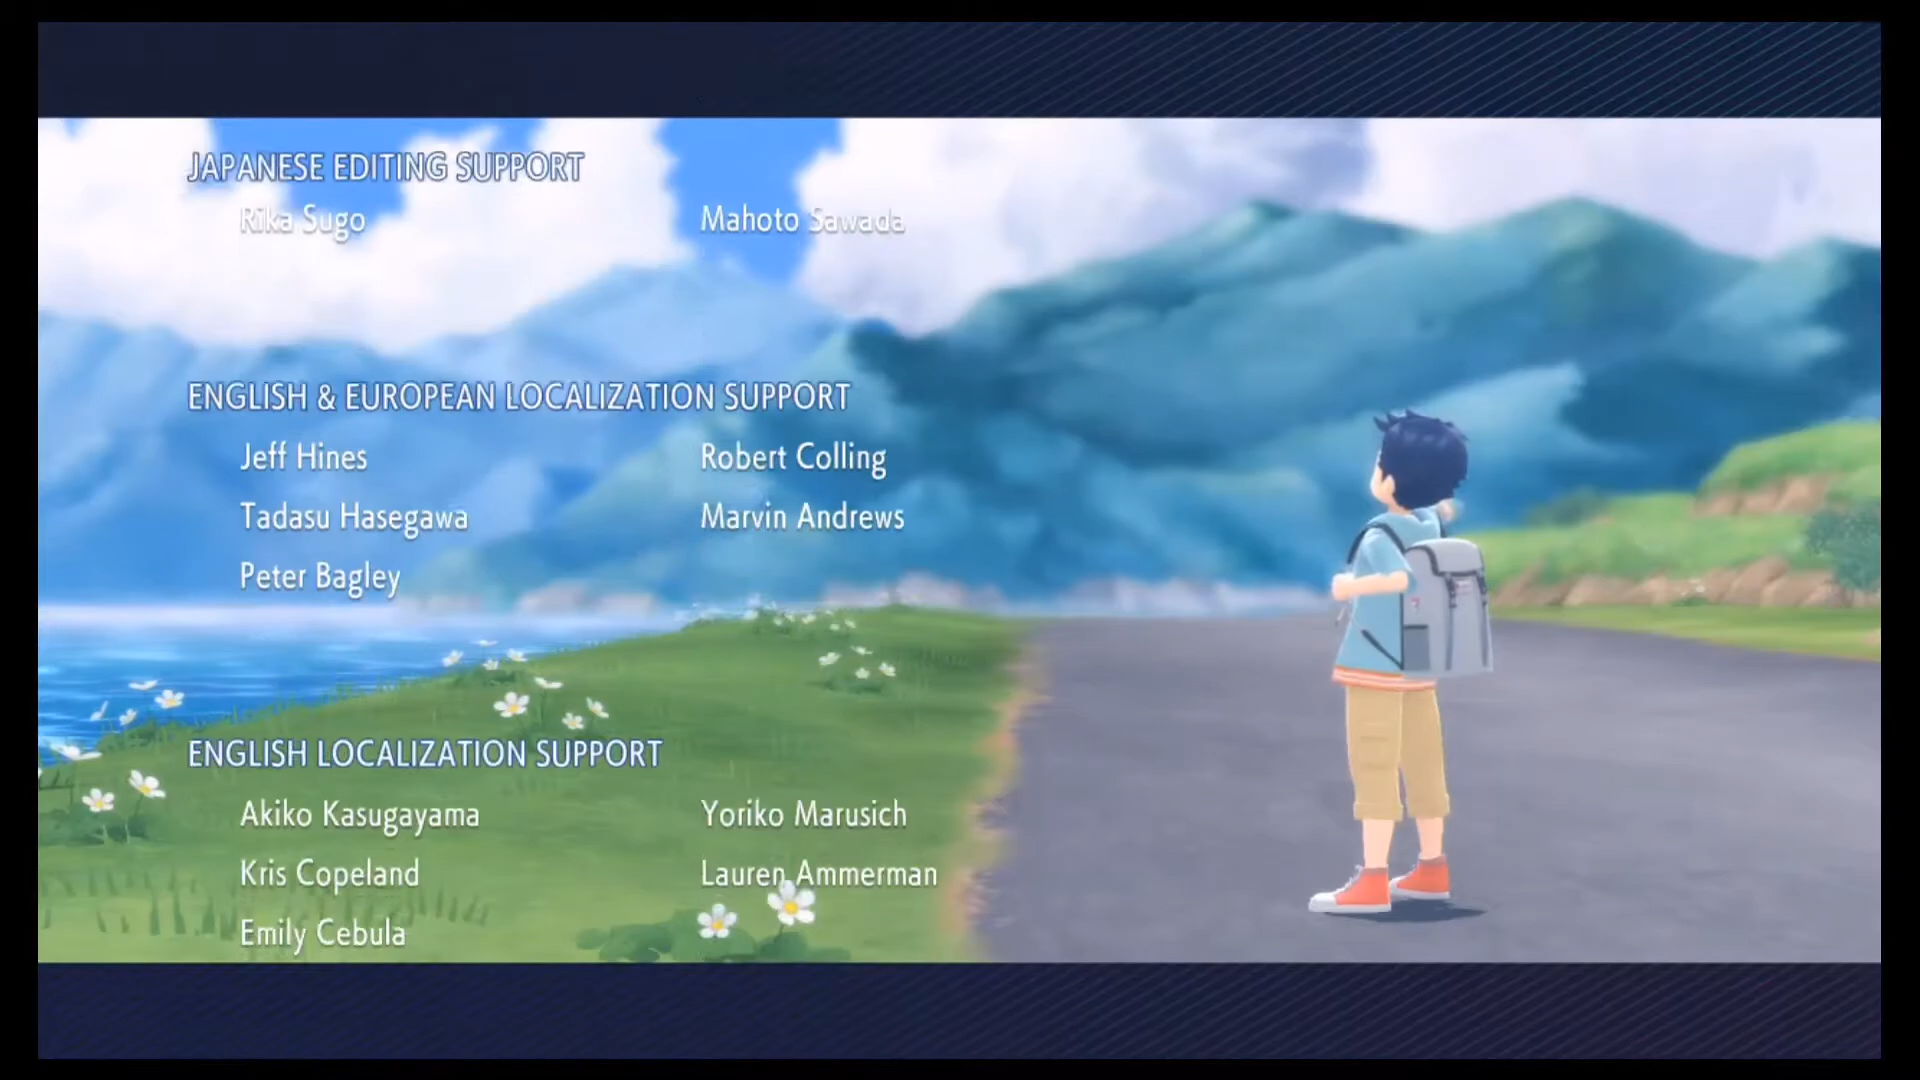 JAPANESE EDITING SUPPORT
Rika Sugo Mahoto Sawada
ENGLISH & EUROPEAN LOCALIZATION SUPPORT
Jeff Hines Robert Colling
Tadasu Hasegawa Marvin Andrews
Peter Bagley
ENGLISH LOCALIZATION SUPPORT
Akiko Kasugayama Yoriko Marusich
Kris Copeland Lauren Ammerman
Emily Cebula